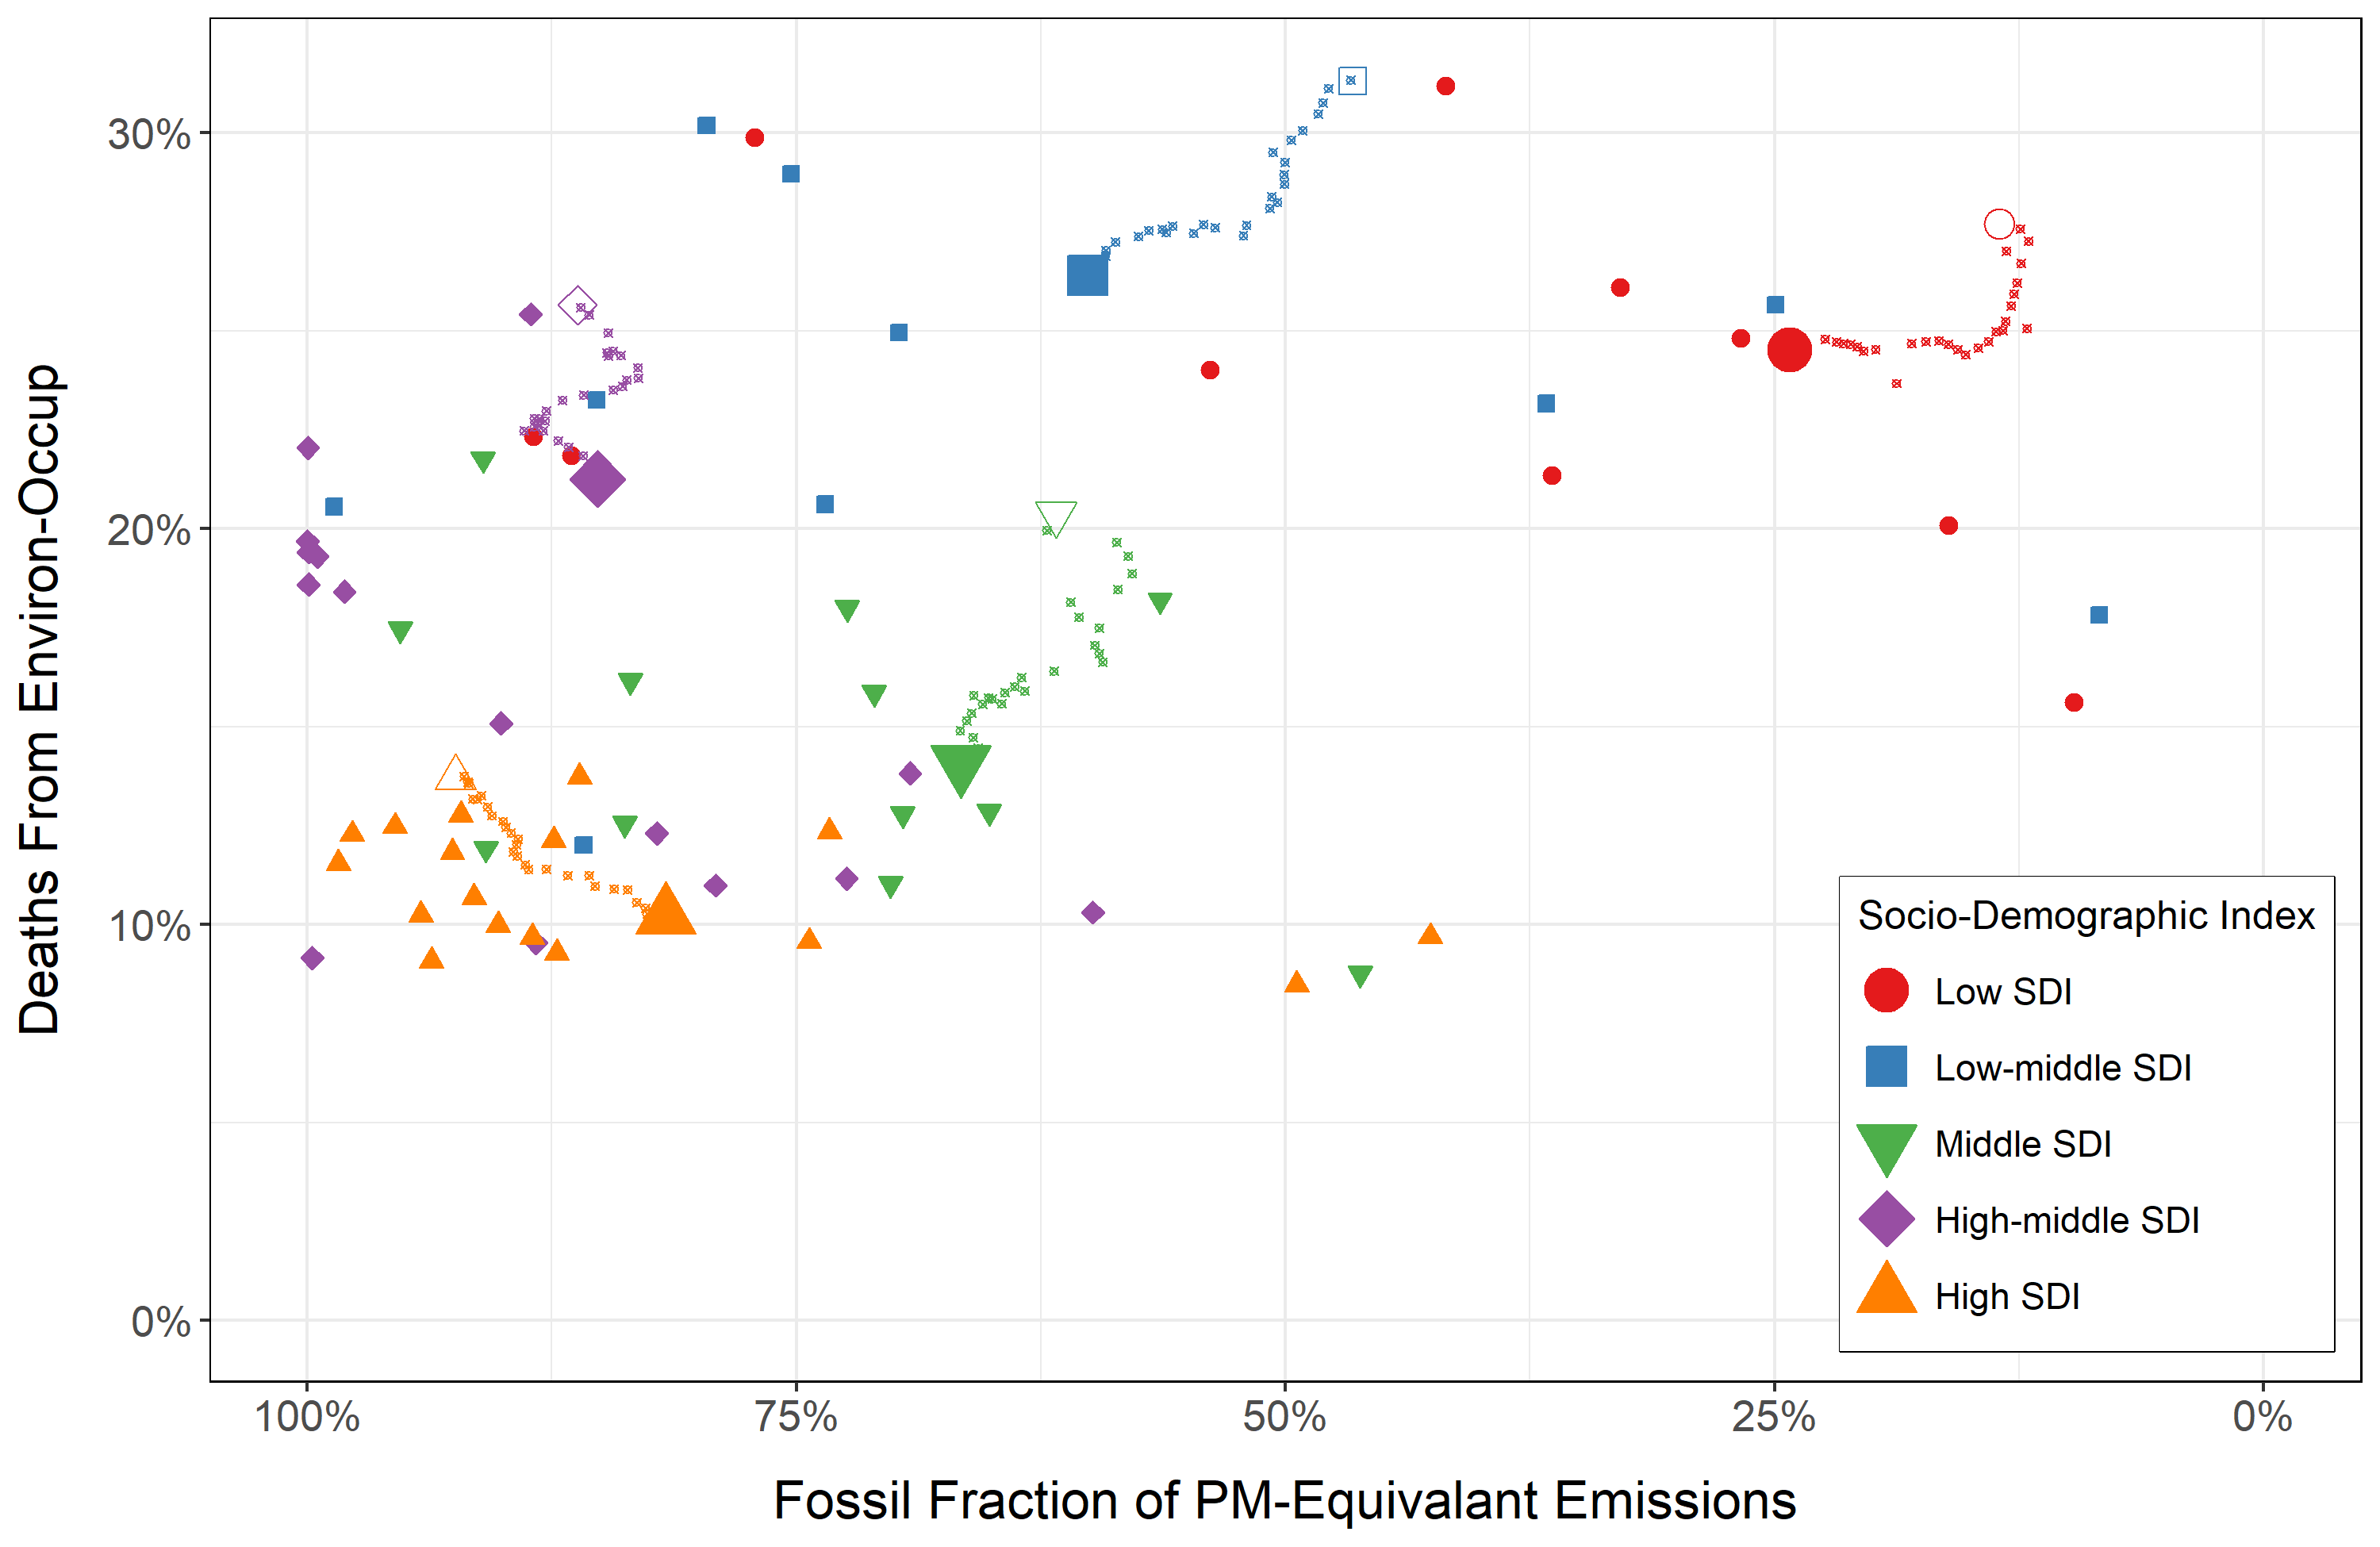 Deaths From Environ-Occup
30%
20%
10%
0%
100%
75%
50%
25%
0%
Fossil Fraction of PM-Equivalant Emissions
Socio-Demographic Index
Low SDI
Low-middle SDI
Middle SDI
High-middle SDI
High SDI